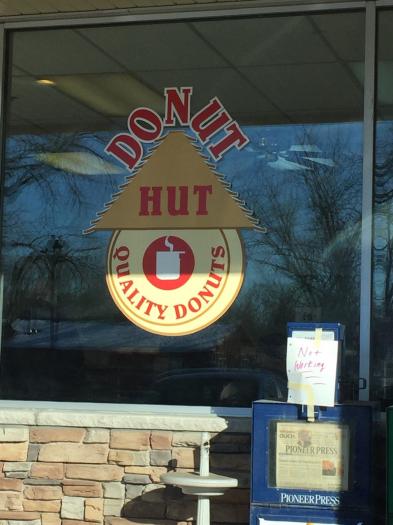 DONUT
HUT
QUALITY DONUTS
Not
Working
PIONEER PRESS
PIONEER PRESS